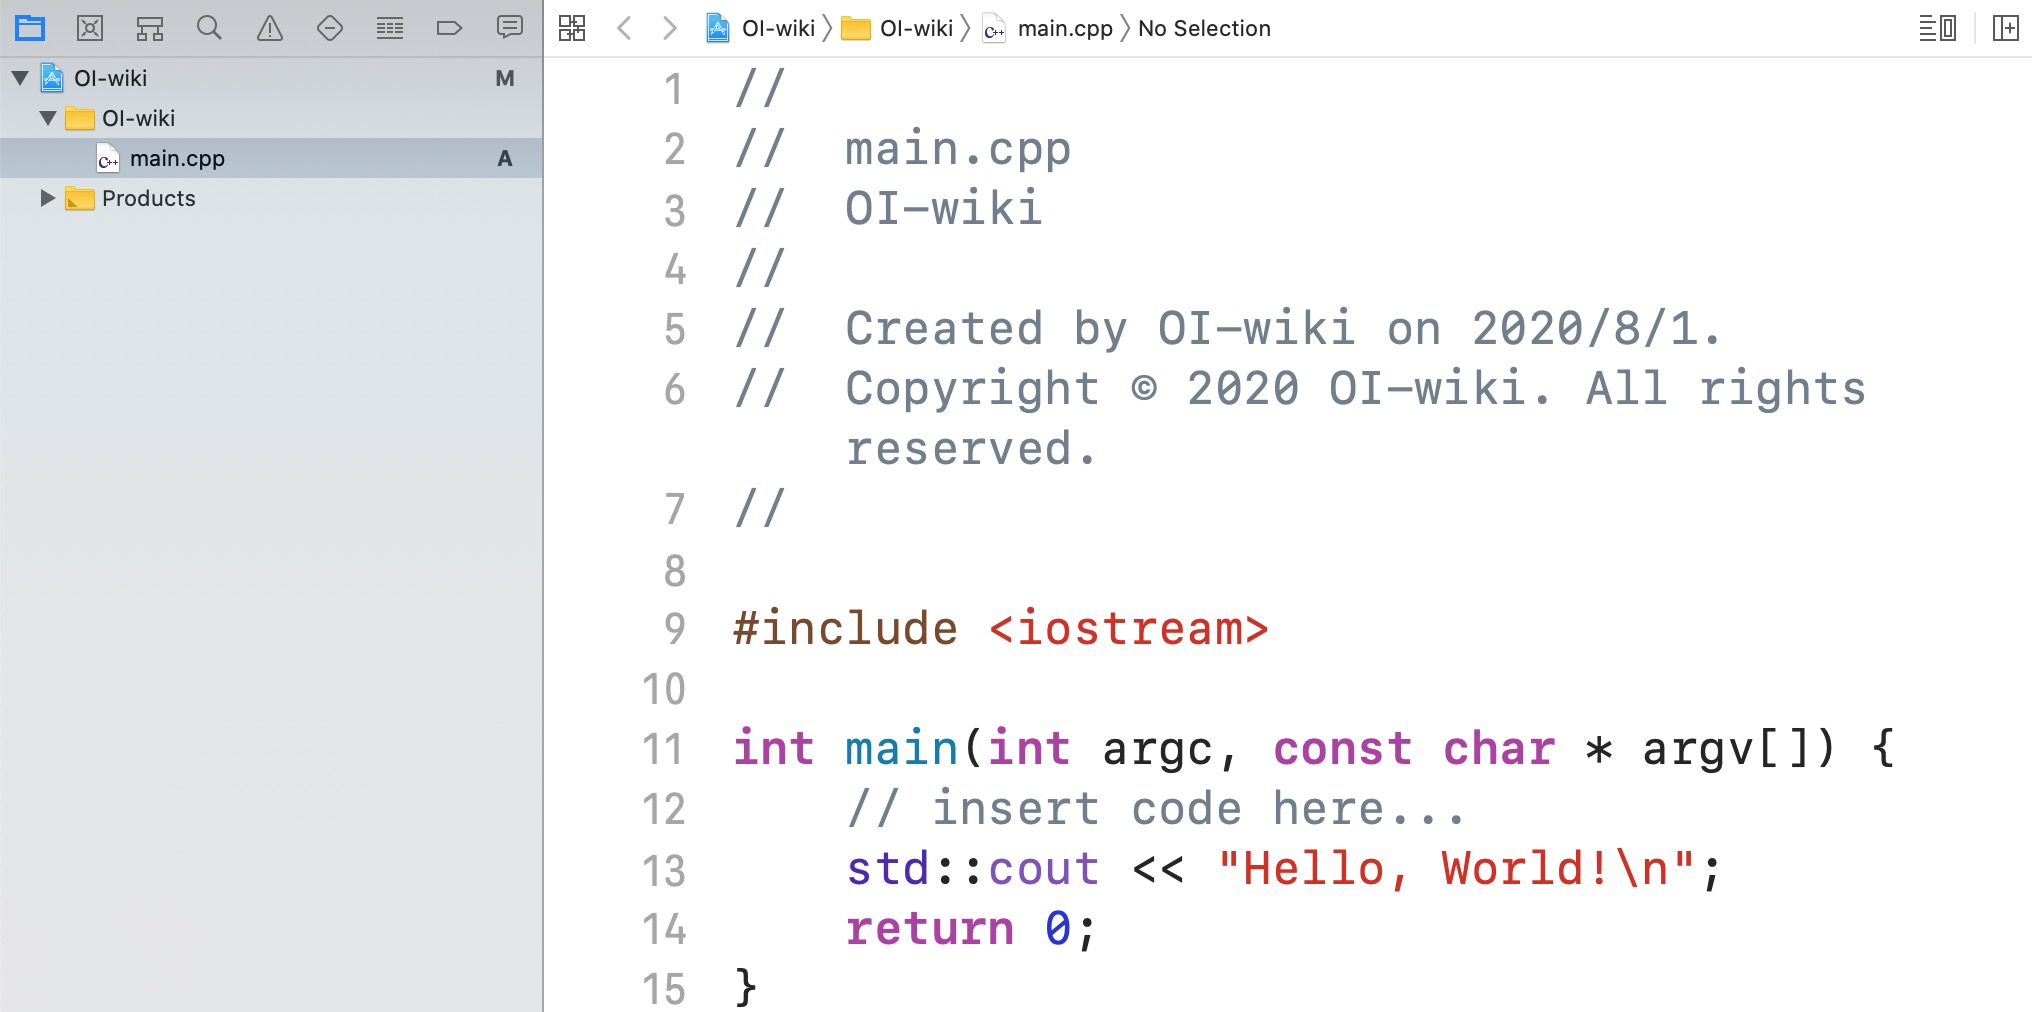 OI-wiki M
OI-wiki
main.cpp A
Products
OI-wiki 〉 OI-wiki 〉 main.cpp 〉 No Selection
1 //
2 //  main.cpp
3 //  OI-wiki
4 //
5 //  Created by OI-wiki on 2020/8/1.
6 //  Copyright © 2020 OI-wiki. All rights
reserved.
7 //
8
9 #include <iostream>
10
11 int main(int argc, const char * argv[]) {
12     // insert code here...
13     std::cout << "Hello, World!\n";
14     return 0;
15 }